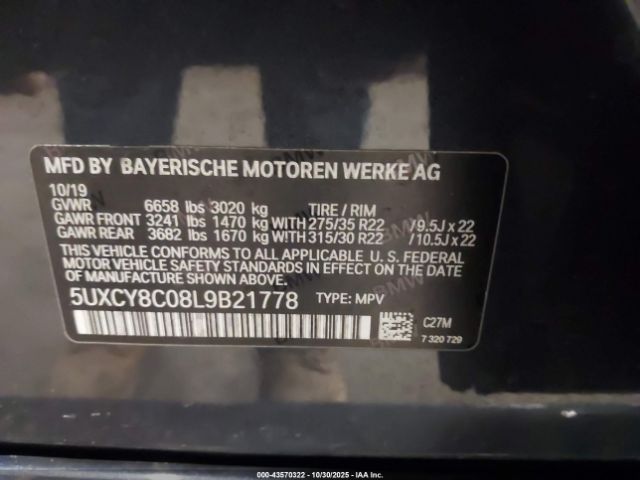 MFD BY BAYERISCHE MOTOREN WERKE AG
10/19
GVWR 6658 lbs 3020 kg TIRE / RIM
GAWR FRONT 3241 lbs 1470 kg WITH 275/35 R22 /9.5J x 22
GAWR REAR 3682 lbs 1670 kg WITH 315/30 R22 /10.5J x 22
THIS VEHICLE CONFORMS TO ALL APPLICABLE U. S. FEDERAL
MOTOR VEHICLE SAFETY STANDARDS IN EFFECT ON THE DATE
OF MANUFACTURE SHOWN ABOVE.
5UXCY8C08L9B21778 TYPE: MPV
C27M
7 320 729
000-43570322 | 10/30/2025 - IAA Inc.